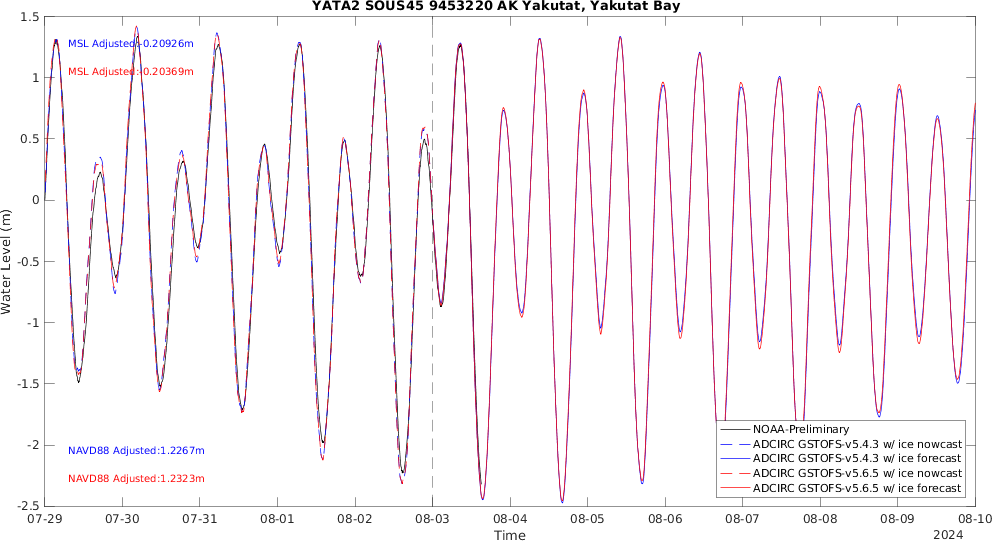 YATA2 SOUS45 9453220 AK Yakutat, Yakutat Bay
1.5
1
0.5
0
-0.5
-1
-1.5
-2
-2.5
Water Level (m)
MSL Adjusted:-0.20926m
MSL Adjusted:-0.20369m
NAVD88 Adjusted:1.2267m
NAVD88 Adjusted:1.2323m
NOAA-Preliminary
ADCIRC GSTOFS-v5.4.3 w/ ice nowcast
ADCIRC GSTOFS-v5.4.3 w/ ice forecast
ADCIRC GSTOFS-v5.6.5 w/ ice nowcast
ADCIRC GSTOFS-v5.6.5 w/ ice forecast
07-29 07-30 07-31 08-01 08-02 08-03 08-04 08-05 08-06 08-07 08-08 08-09 08-10
Time
2024